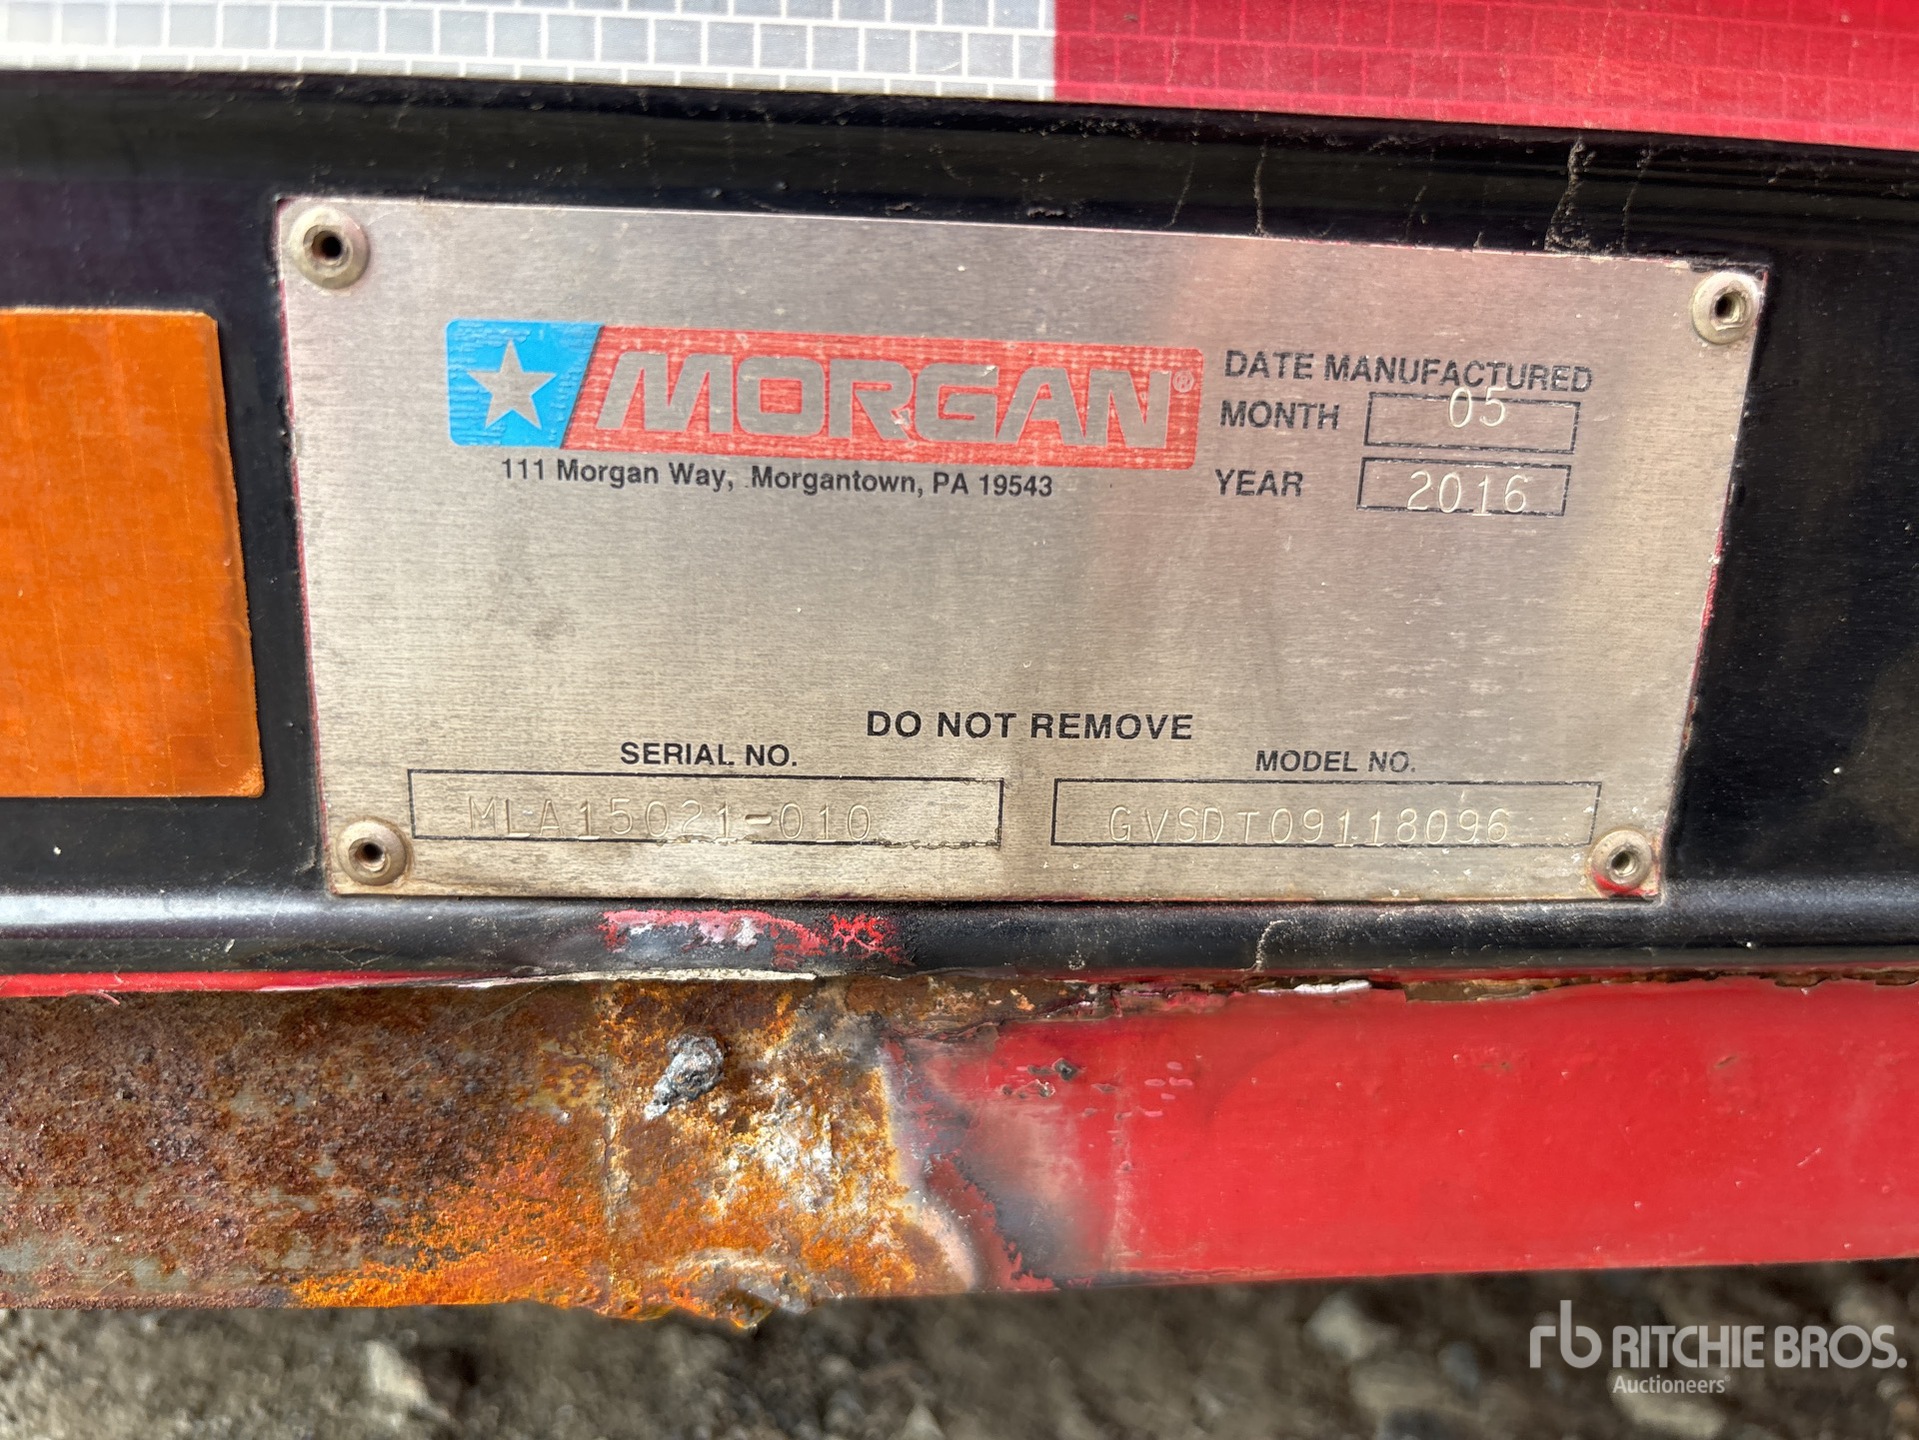 MORGAN®
111 Morgan Way, Morgantown, PA 19543
DATE MANUFACTURED
MONTH 05
YEAR 2016
DO NOT REMOVE
SERIAL NO. MODEL NO.
MLA15021-010 GVSDT09118096
rb RITCHIE BROS.
Auctioneers